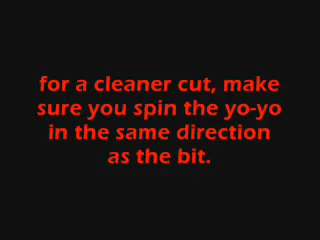 for a cleaner cut, make
sure you spin the yo-yo
in the same direction
as the bit.